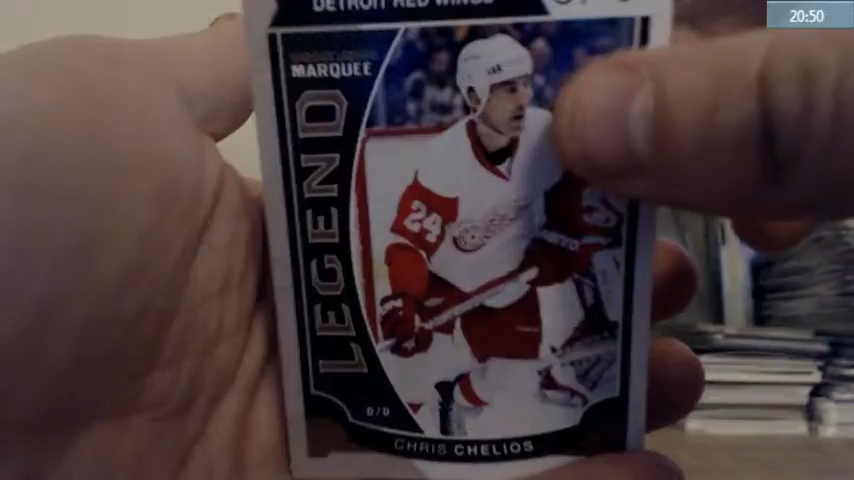 20:50
DETROIT RED WINGS
MARQUEE
LEGEND
24
D/D
CHRIS CHELIOS